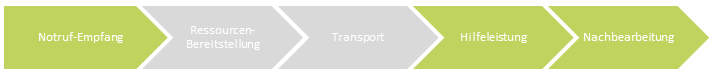 Notruf-Empfang
Ressourcen-
Bereitstellung
Transport
Hilfeleistung
Nachbearbeitung